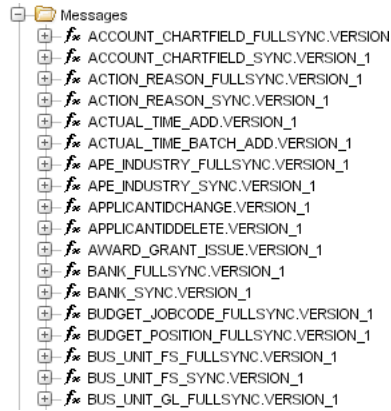 Messages
ACCOUNT_CHARTFIELD_FULLSYNC.VERSION
ACCOUNT_CHARTFIELD_SYNC.VERSION_1
ACTION_REASON_FULLSYNC.VERSION_1
ACTION_REASON_SYNC.VERSION_1
ACTUAL_TIME_ADD.VERSION_1
ACTUAL_TIME_BATCH_ADD.VERSION_1
APE_INDUSTRY_FULLSYNC.VERSION_1
APE_INDUSTRY_SYNC.VERSION_1
APPLICANTIDCHANGE.VERSION_1
APPLICANTIDDELETE.VERSION_1
AWARD_GRANT_ISSUE.VERSION_1
BANK_FULLSYNC.VERSION_1
BANK_SYNC.VERSION_1
BUDGET_JOBCODE_FULLSYNC.VERSION_1
BUDGET_POSITION_FULLSYNC.VERSION_1
BUS_UNIT_FS_FULLSYNC.VERSION_1
BUS_UNIT_FS_SYNC.VERSION_1
BUS_UNIT_GL_FULLSYNC.VERSION_1